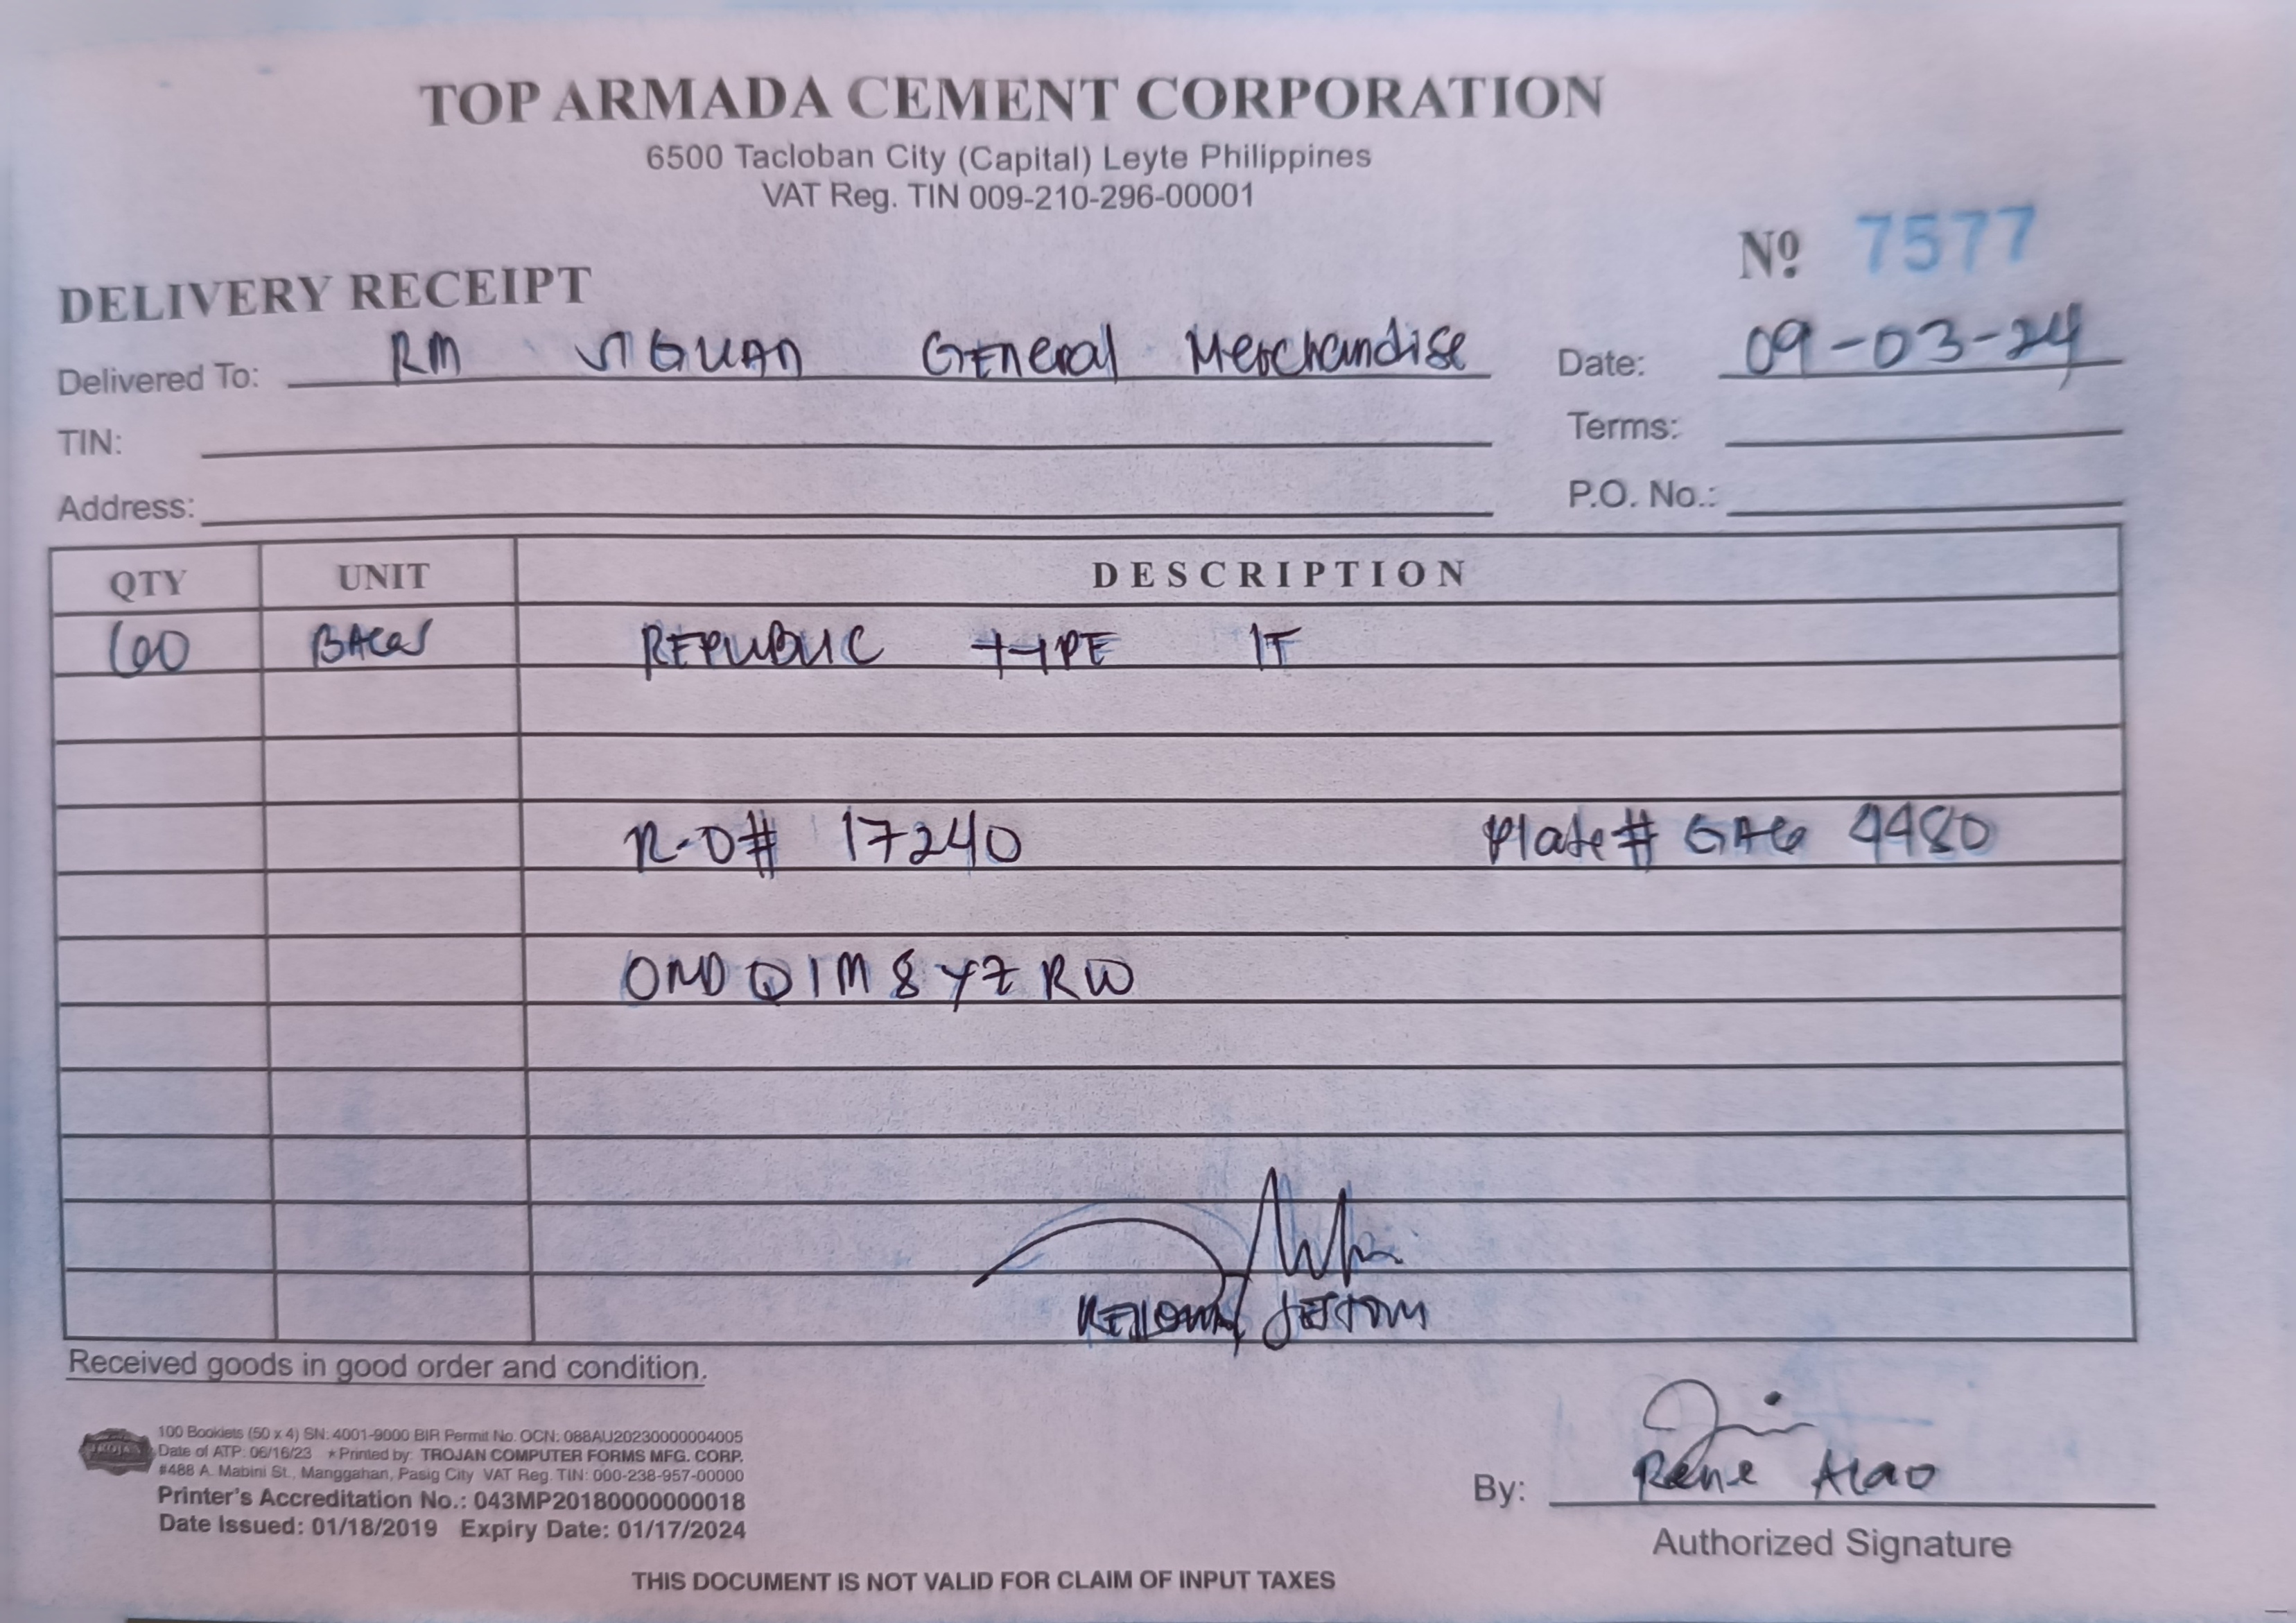 TOP ARMADA CEMENT CORPORATION
6500 Tacloban City (Capital) Leyte Philippines
VAT Reg. TIN 009-210-296-00001
Nº 7577
DELIVERY RECEIPT
Delivered To: RM VIGUAN General Merchandise Date: 09-03-24
TIN: Terms:
Address: P.O. No.:
QTY UNIT DESCRIPTION
600 BAGS REPUBLIC TYPE 1T
R-O# 17240 Plate# GAG 4480
OMDQ1M8YZRW
Received goods in good order and condition.
TROJAN
100 Booklets (50 x 4) SN: 4001-9000 BIR Permit No. OCN: 088AU20230000004005
Date of ATP: 06/16/23 ★Printed by: TROJAN COMPUTER FORMS MFG. CORP.
#488 A. Mabini St., Manggahan, Pasig City VAT Reg. TIN: 000-238-957-00000
Printer's Accreditation No.: 043MP20180000000018
Date Issued: 01/18/2019 Expiry Date: 01/17/2024
By: Rene Alao
Authorized Signature
THIS DOCUMENT IS NOT VALID FOR CLAIM OF INPUT TAXES